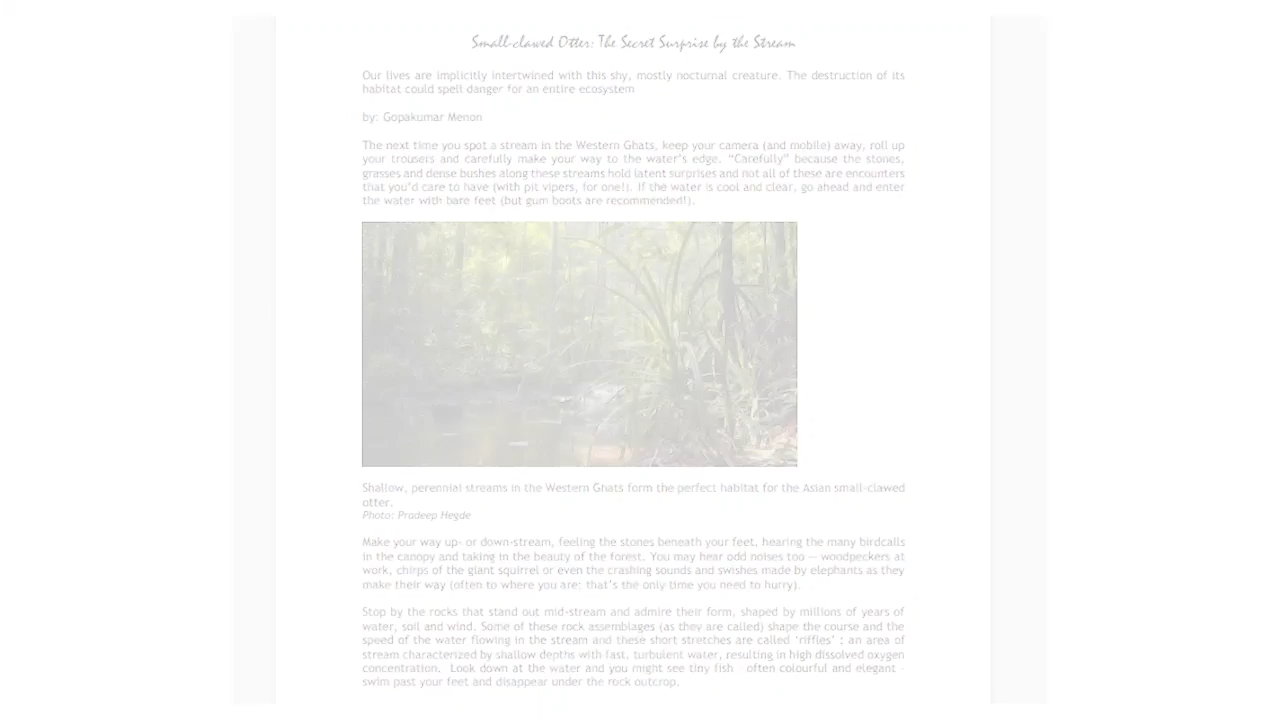 Small-clawed Otter: The Secret Surprise by the Stream
Our lives are implicitly intertwined with this shy, mostly nocturnal creature. The destruction of its
habitat could spell danger for an entire ecosystem
by: Gopakumar Menon
The next time you spot a stream in the Western Ghats, keep your camera (and mobile) away, roll up
your trousers and carefully make your way to the water's edge. “Carefully” because the stones,
grasses and dense bushes along these streams hold latent surprises and not all of these are encounters
that you'd care to have (with pit vipers, for one!). If the water is cool and clear, go ahead and enter
the water with bare feet (but gum boots are recommended!).
Shallow, perennial streams in the Western Ghats form the perfect habitat for the Asian small-clawed
otter.
Photo: Pradeep Hegde
Make your way up- or down-stream, feeling the stones beneath your feet, hearing the many birdcalls
in the canopy and taking in the beauty of the forest. You may hear odd noises too — woodpeckers at
work, chirps of the giant squirrel or even the crashing sounds and swishes made by elephants as they
make their way (often to where you are; that's the only time you need to hurry).
Stop by the rocks that stand out mid-stream and admire their form, shaped by millions of years of
water, soil and wind. Some of these rock assemblages (as they are called) shape the course and the
speed of the water flowing in the stream and these short stretches are called ‘riffles’ ; an area of
stream characterized by shallow depths with fast, turbulent water, resulting in high dissolved oxygen
concentration. Look down at the water and you might see tiny fish - often colourful and elegant -
swim past your feet and disappear under the rock outcrop.